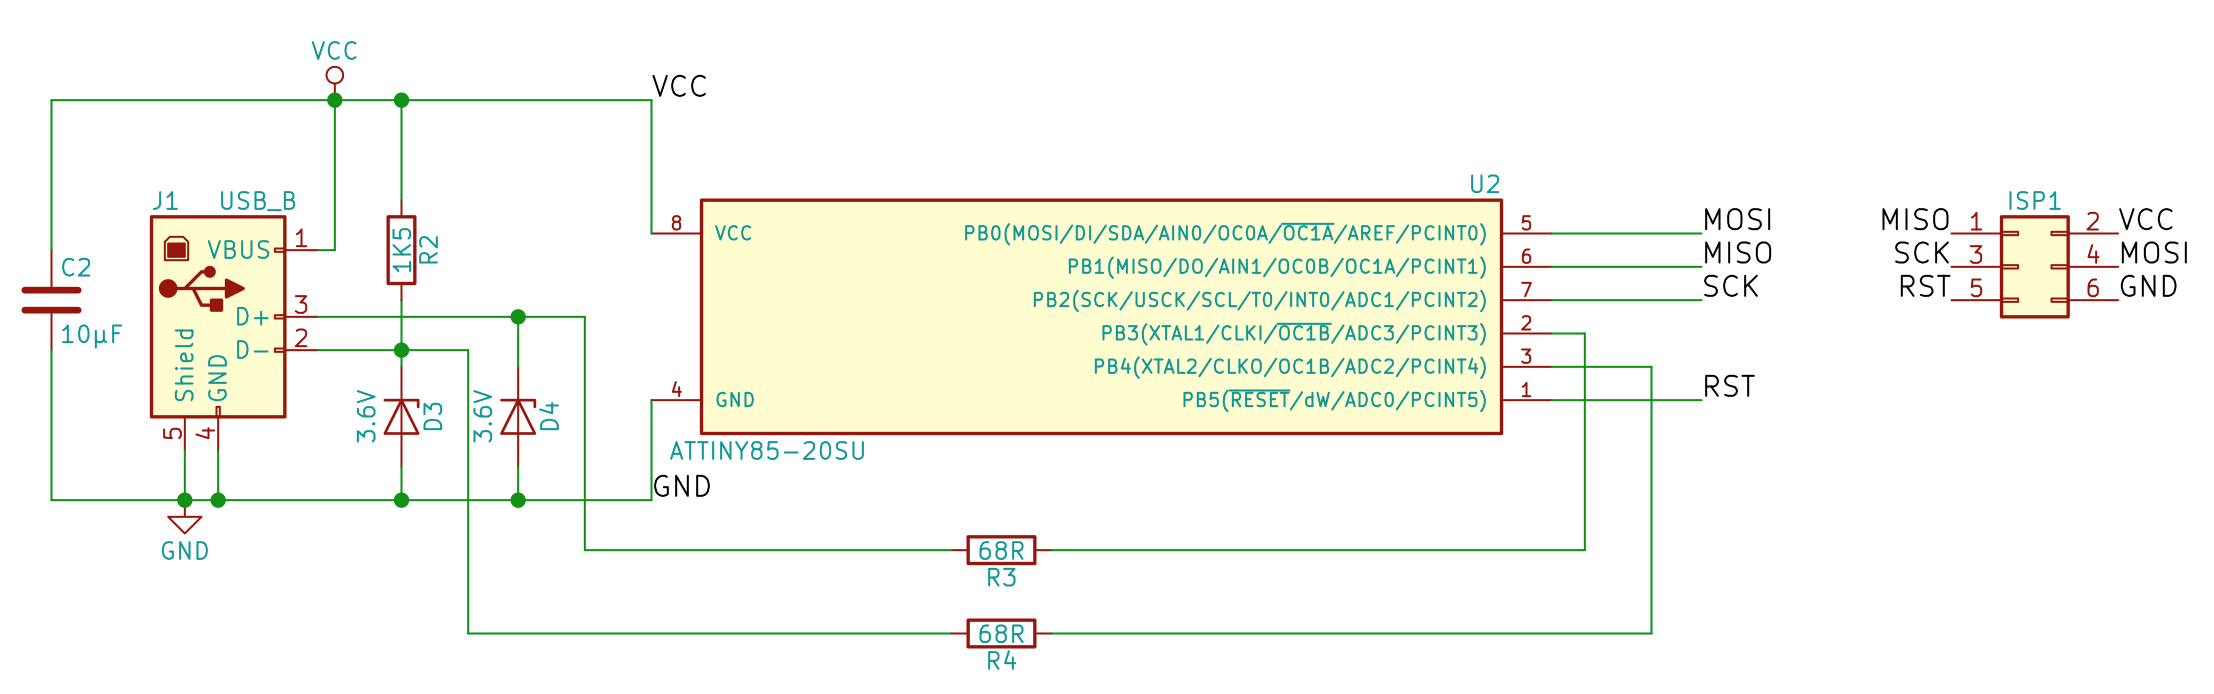 VCC
VCC
J1 USB_B
1
VBUS
3
D+
2
D-
Shield
GND
5
4
GND
C2
10µF
1K5
R2
3.6V
D3
3.6V
D4
GND
U2
8 VCC
4 GND
PB0(MOSI/DI/SDA/AIN0/OC0A/OC1A/AREF/PCINT0) 5 MOSI
PB1(MISO/DO/AIN1/OC0B/OC1A/PCINT1) 6 MISO
PB2(SCK/USCK/SCL/T0/INT0/ADC1/PCINT2) 7 SCK
PB3(XTAL1/CLKI/OC1B/ADC3/PCINT3) 2
PB4(XTAL2/CLKO/OC1B/ADC2/PCINT4) 3
PB5(RESET/dW/ADC0/PCINT5) 1 RST
ATTINY85-20SU
68R
R3
68R
R4
ISP1
MISO 1 2 VCC
SCK 3 4 MOSI
RST 5 6 GND